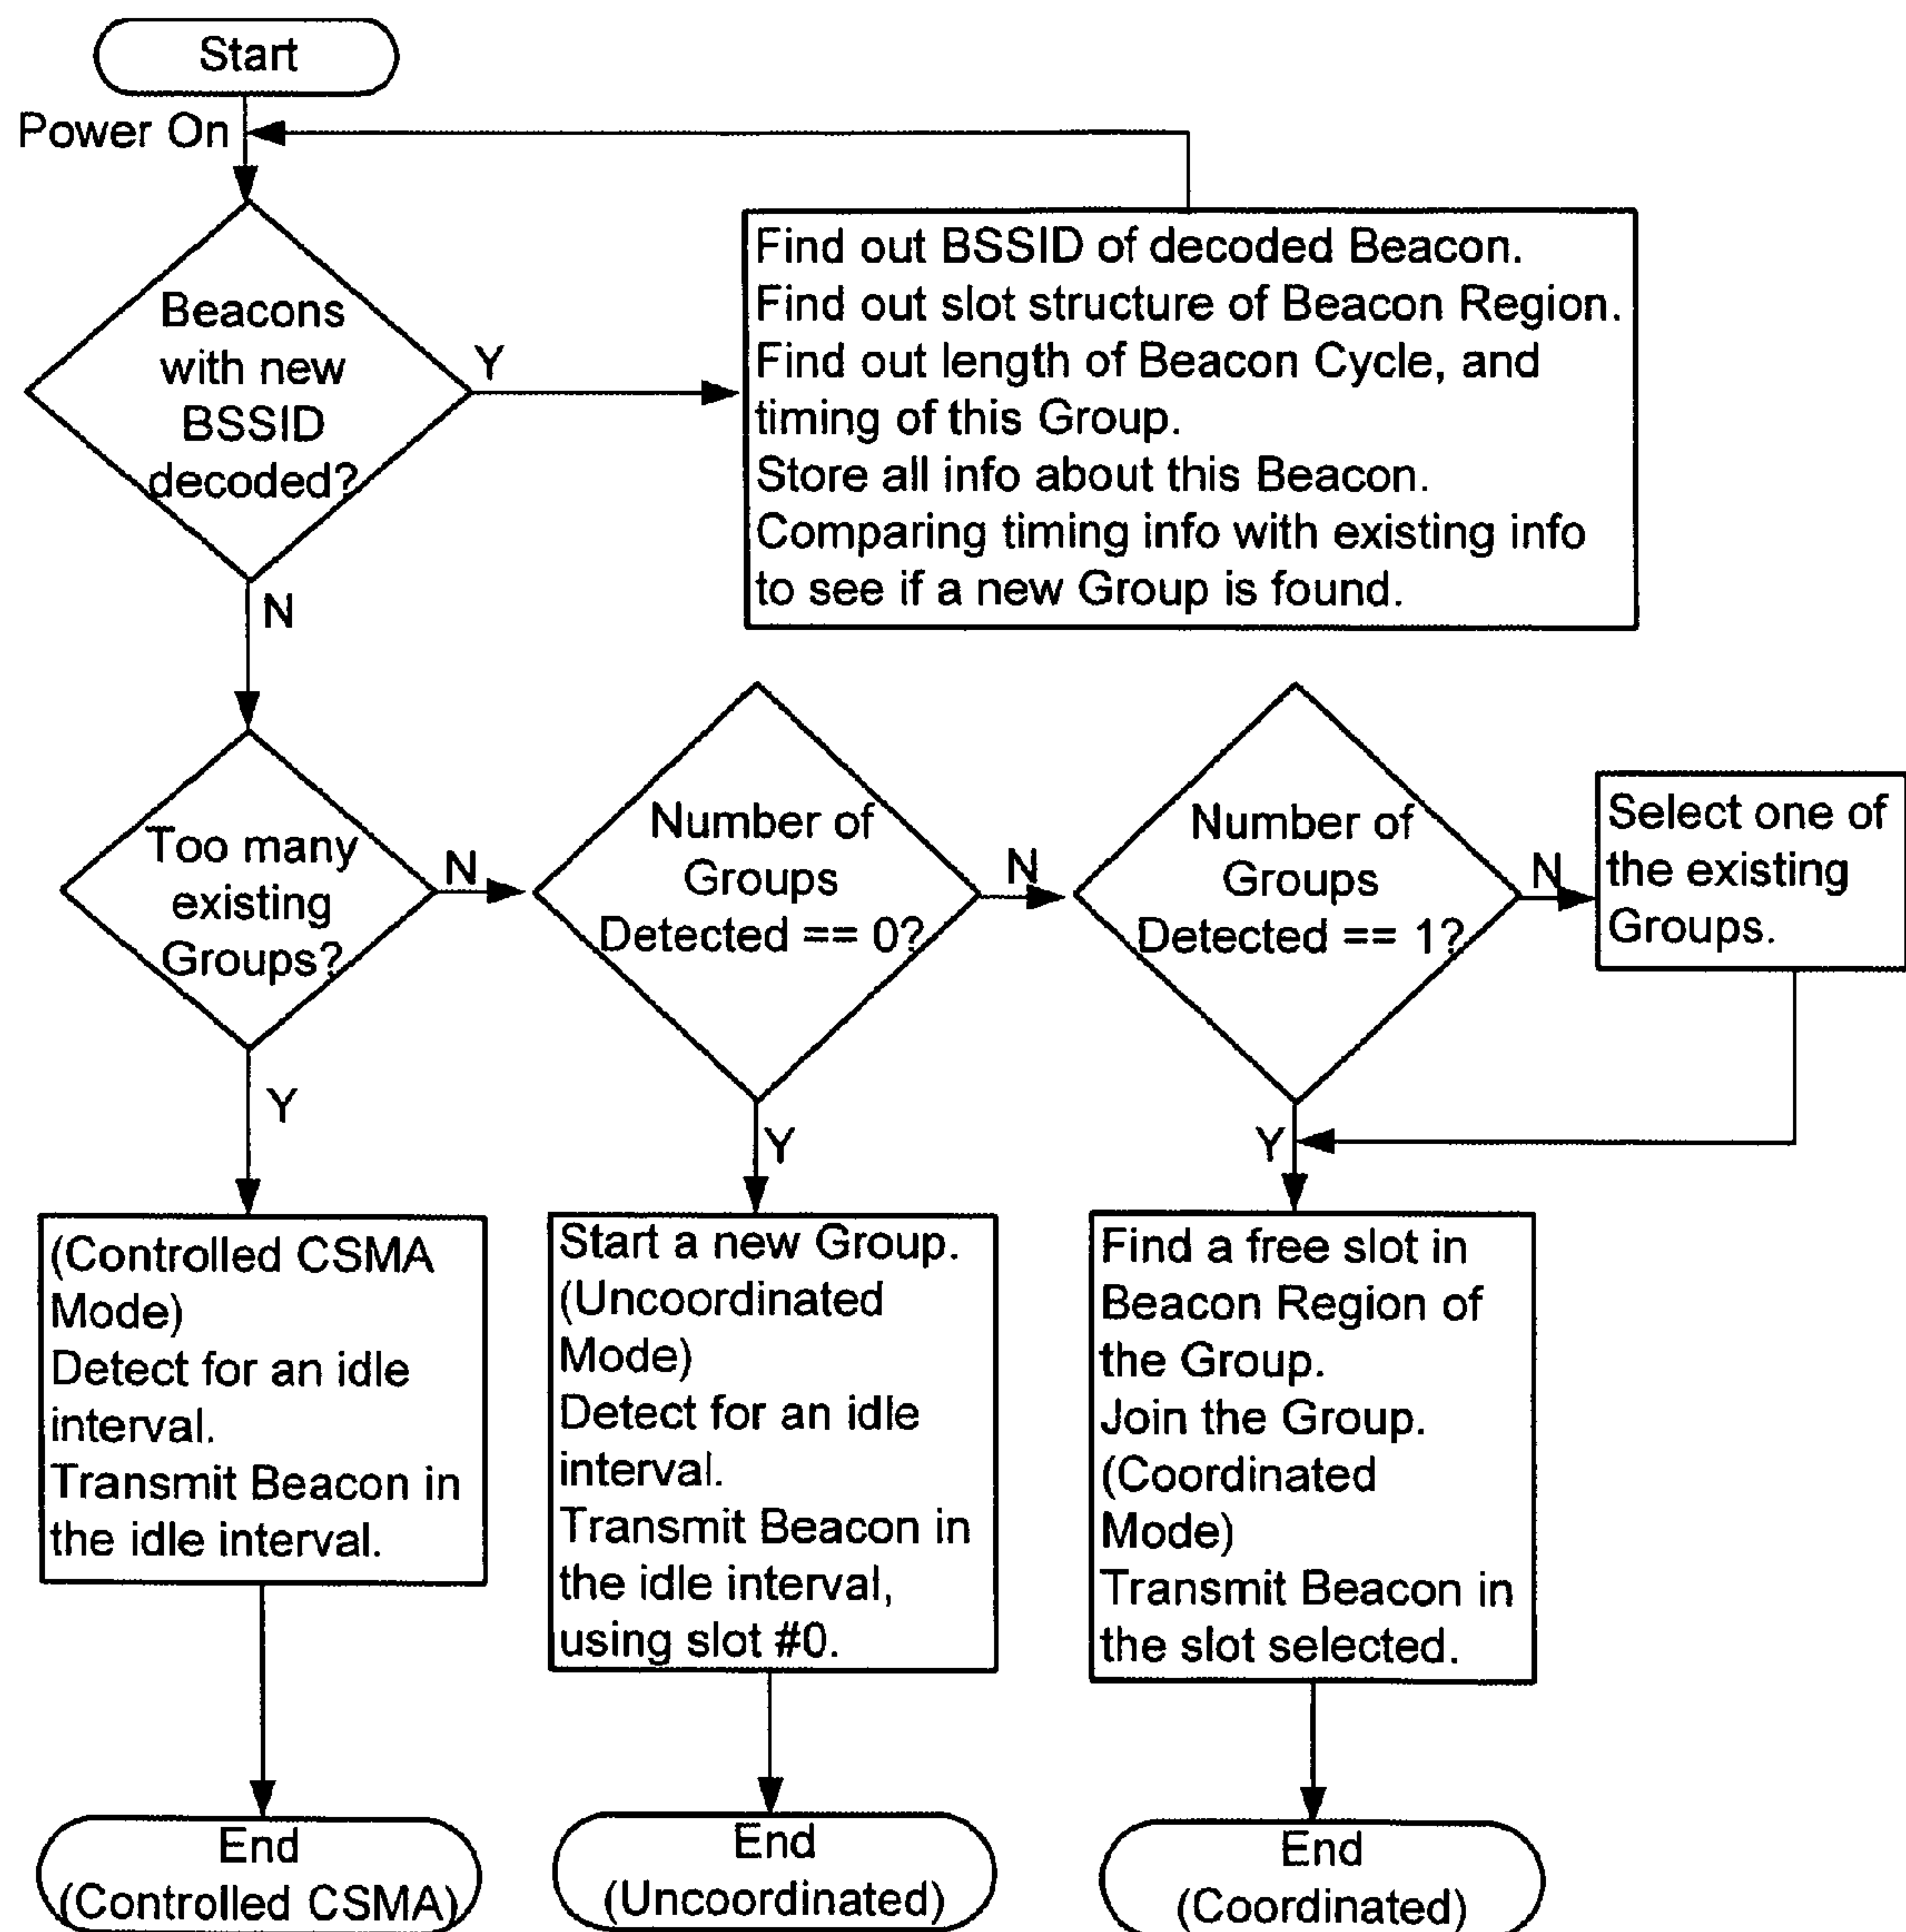 Start
Power On
Beacons
with new
BSSID
decoded?
Y
Find out BSSID of decoded Beacon.
Find out slot structure of Beacon Region.
Find out length of Beacon Cycle, and
timing of this Group.
Store all info about this Beacon.
Comparing timing info with existing info
to see if a new Group is found.
N
Too many
existing
Groups?
N
Number of
Groups
Detected == 0?
N
Number of
Groups
Detected == 1?
N
Select one of
the existing
Groups.
Y
Y
Y
(Controlled CSMA
Mode)
Detect for an idle
interval.
Transmit Beacon in
the idle interval.
Start a new Group.
(Uncoordinated
Mode)
Detect for an idle
interval.
Transmit Beacon in
the idle interval,
using slot #0.
Find a free slot in
Beacon Region of
the Group.
Join the Group.
(Coordinated
Mode)
Transmit Beacon in
the slot selected.
End
(Controlled CSMA)
End
(Uncoordinated)
End
(Coordinated)